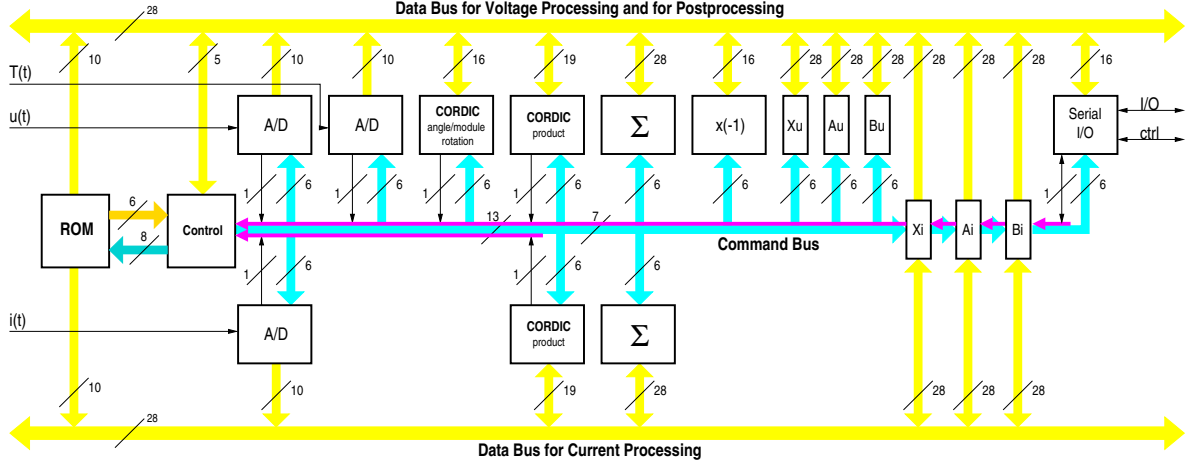 Data Bus for Voltage Processing and for Postprocessing
28
10 5 10 10 16 19 28 16 28 28 28 28 28 28 16
T(t)
u(t)
A/D
A/D
CORDIC
angle/module
rotation
CORDIC
product
Σ
x(-1)
Xu
Au
Bu
Serial
I/O
I/O
ctrl
1 6 1 6 1 6 1 6 6 6 6 6 6 1 6
ROM
6
8
Control
13
7
Command Bus
Xi
Ai
Bi
1 6 1 6 6
i(t)
A/D
CORDIC
product
Σ
10 10 19 28 28 28 28
28
Data Bus for Current Processing